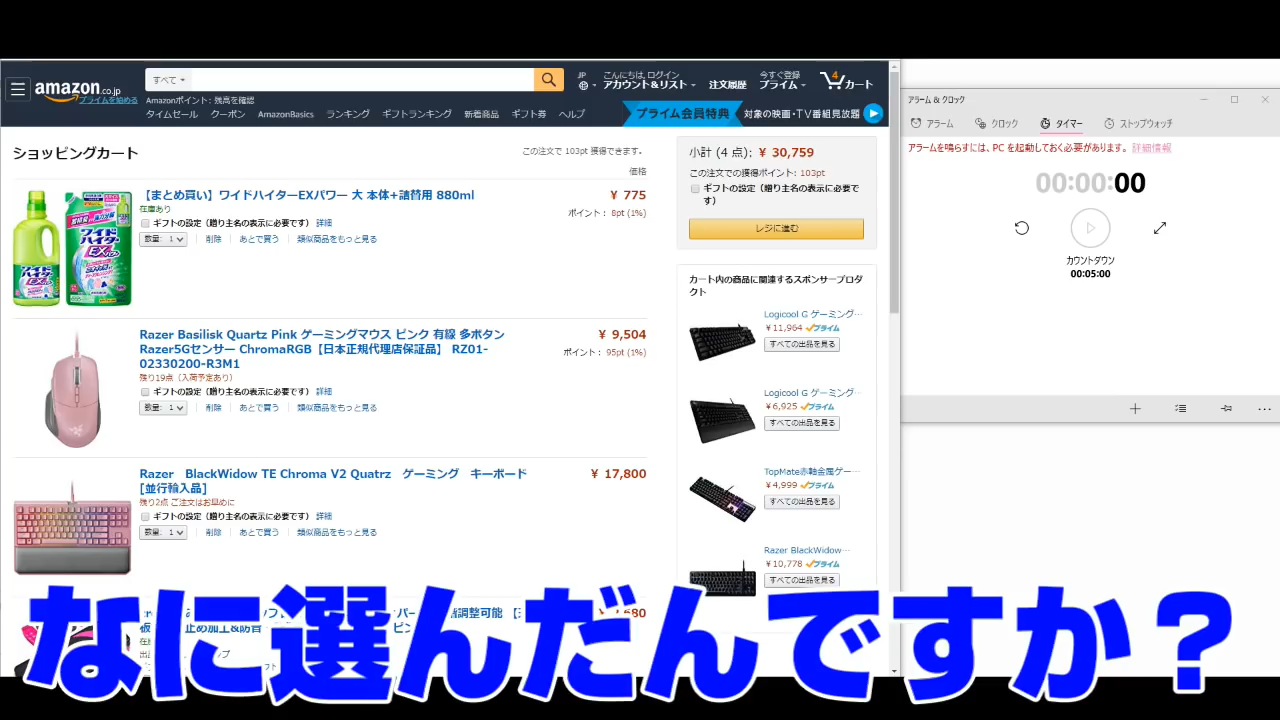 すべて
amazon.co.jp
プライムを始める
JP
こんにちは, ログイン
アカウント&リスト
注文履歴
今すぐ登録
プライム
4
カート
Amazonポイント: 残高を確認
タイムセール クーポン AmazonBasics ランキング ギフトランキング 新着商品 ギフト券 ヘルプ
プライム会員特典 対象の映画・TV番組見放題
ショッピングカート
この注文で 103pt 獲得できます。
価格
【まとめ買い】ワイドハイターEXパワー 大 本体+詰替用 880ml
¥ 775
在庫あり
ポイント: 8pt (1%)
ギフトの設定（贈り主名の表示に必要です） 詳細
数量: 1 削除 あとで買う 類似商品をもっと見る
Razer Basilisk Quartz Pink ゲーミングマウス ピンク 有線 多ボタン
¥ 9,504
Razer5Gセンサー ChromaRGB【日本正規代理店保証品】 RZ01-
ポイント: 95pt (1%)
02330200-R3M1
残り19点（入荷予定あり）
ギフトの設定（贈り主名の表示に必要です） 詳細
数量: 1 削除 あとで買う 類似商品をもっと見る
Razer BlackWidow TE Chroma V2 Quatrz ゲーミング キーボード
¥ 17,800
[並行輸入品]
残り2点 ご注文はお早めに
ギフトの設定（贈り主名の表示に必要です） 詳細
数量: 1 削除 あとで買う 類似商品をもっと見る
小計 (4 点): ¥ 30,759
この注文での獲得ポイント: 103pt
ギフトの設定（贈り主名の表示に必要で
す）
レジに進む
カート内の商品に関連するスポンサープロダ
クト
Logicool G ゲーミング…
¥ 11,964 プライム
すべての出品を見る
Logicool G ゲーミング…
¥ 6,925 プライム
すべての出品を見る
TopMate赤軸金属ゲー…
¥ 4,999 プライム
すべての出品を見る
Razer BlackWidow…
¥ 10,778 プライム
すべての出品を見る
アラーム & クロック
アラーム クロック タイマー ストップウォッチ
アラームを鳴らすには、PC を起動しておく必要があります。 詳細情報
00:00:00
カウントダウン
00:05:00
なに選んだんですか？